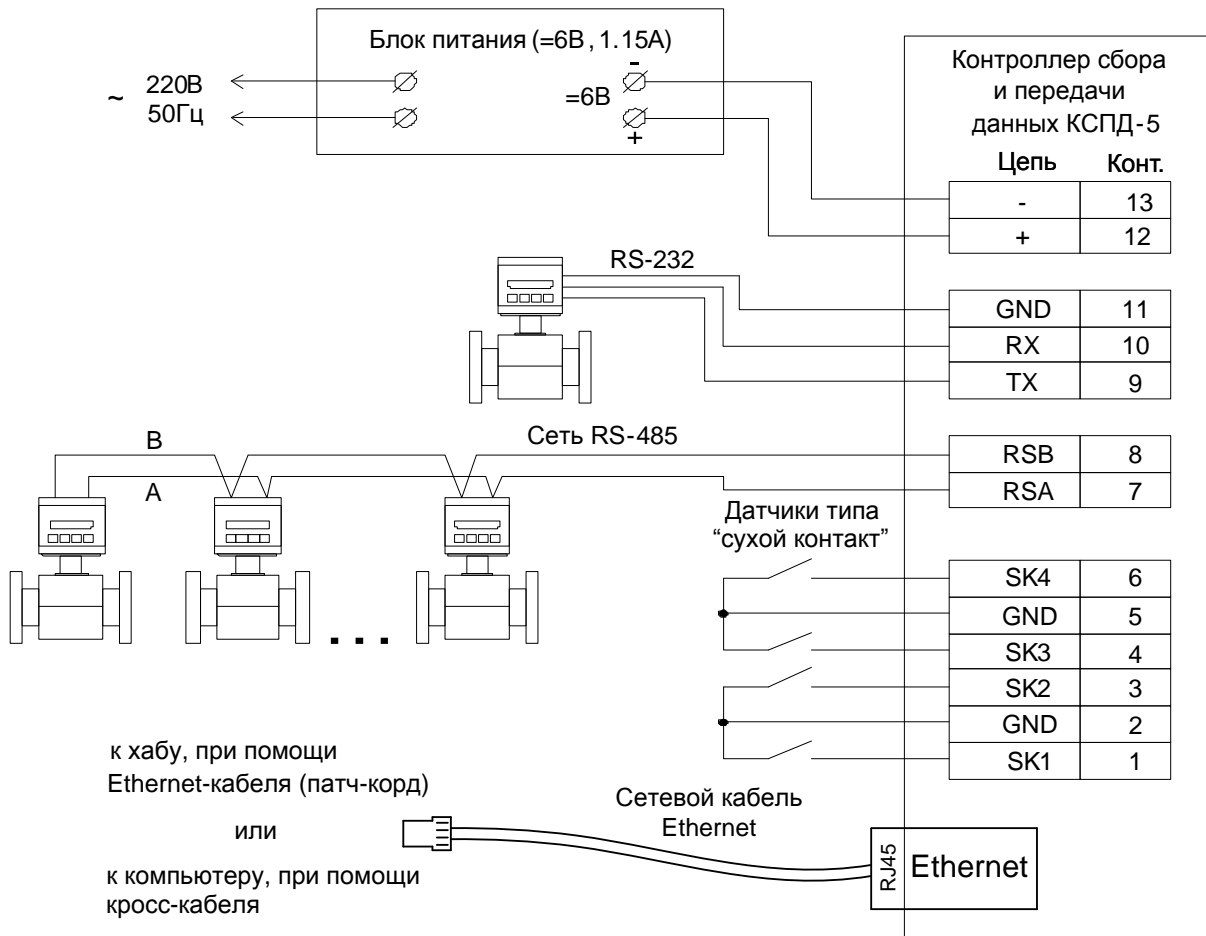 Блок питания (=6В, 1.15А)
-
~ 220В
50Гц
=6В
+
Контроллер сбора
и передачи
данных КСПД-5
Цепь Конт.
- 13
+ 12
RS-232
GND 11
RX 10
TX 9
B
Сеть RS-485
A
RSB 8
RSA 7
Датчики типа
“сухой контакт”
SK4 6
GND 5
SK3 4
SK2 3
GND 2
SK1 1
. . .
к хабу, при помощи
Ethernet-кабеля (патч-корд)
или
к компьютеру, при помощи
кросс-кабеля
Сетевой кабель
Ethernet
RJ45
Ethernet